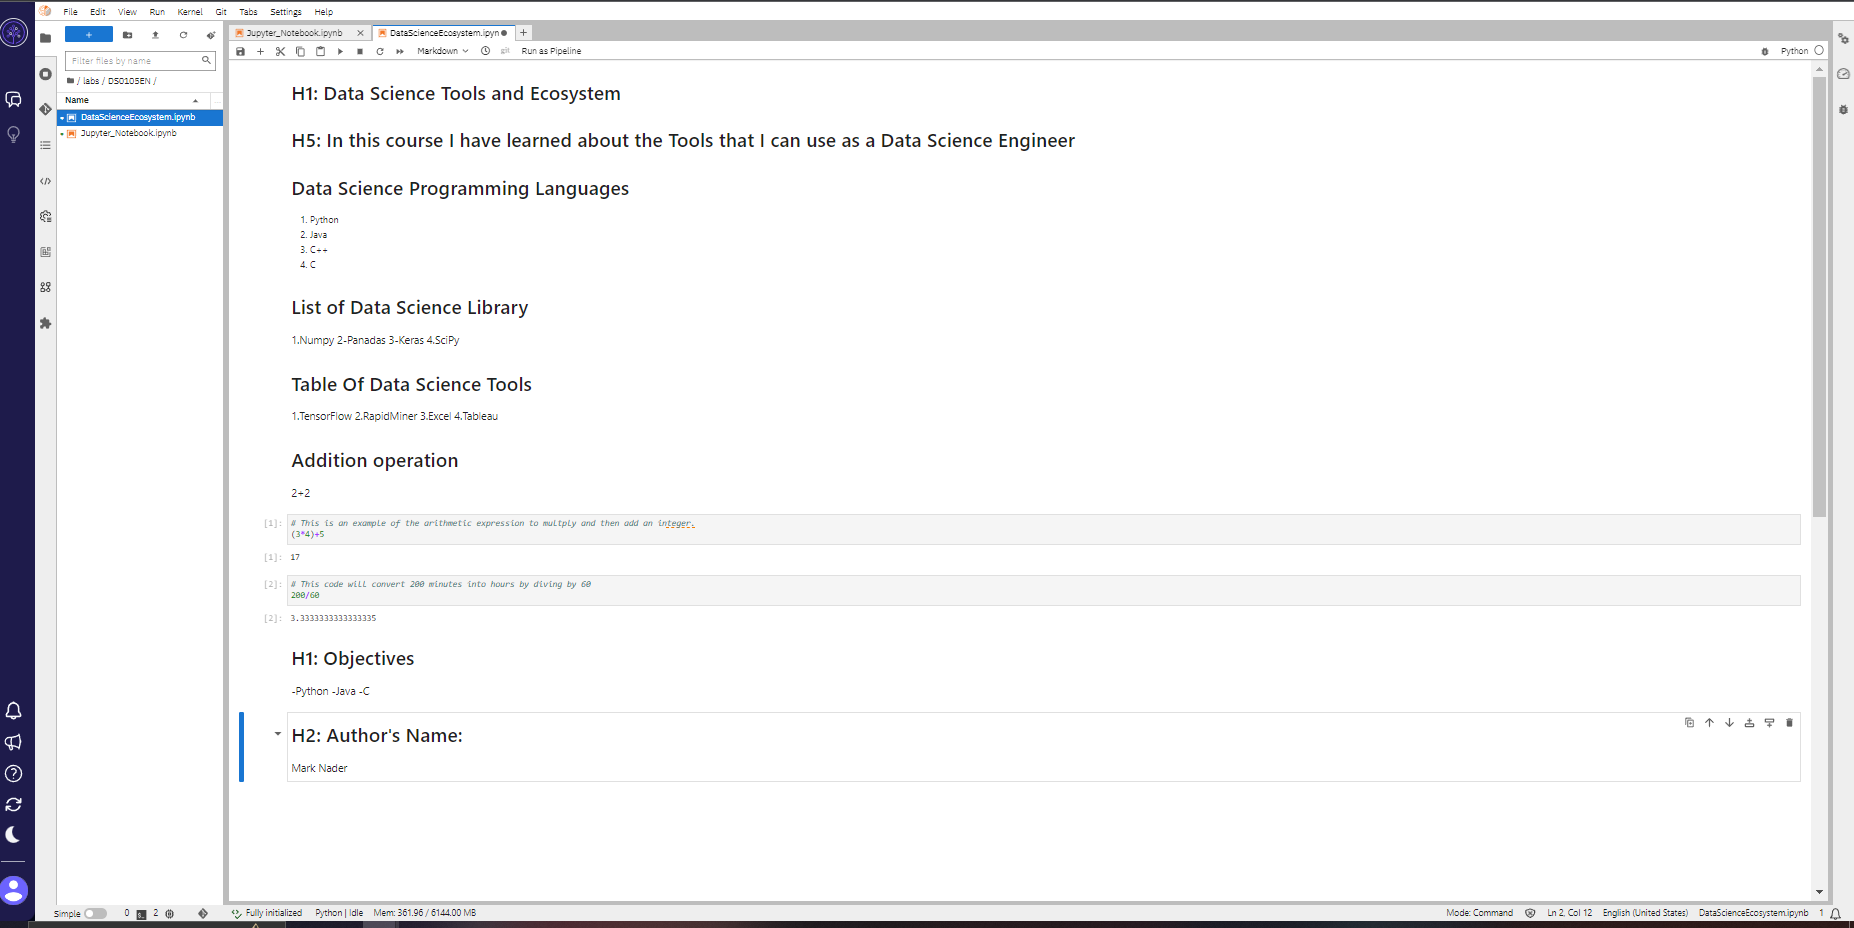 File Edit View Run Kernel Git Tabs Settings Help
+
Filter files by name
/ labs / DS0105EN /
Name
DataScienceEcosystem.ipynb
Jupyter_Notebook.ipynb
Jupyter_Notebook.ipynb × DataScienceEcosystem.ipyn +
Markdown git Run as Pipeline Python
H1: Data Science Tools and Ecosystem
H5: In this course I have learned about the Tools that I can use as a Data Science Engineer
Data Science Programming Languages
1. Python
2. Java
3. C++
4. C
List of Data Science Library
1.Numpy 2-Panadas 3-Keras 4.SciPy
Table Of Data Science Tools
1.TensorFlow 2.RapidMiner 3.Excel 4.Tableau
Addition operation
2+2
[1]: # This is an example of the arithmetic expression to multply and then add an integer.
(3*4)+5
[1]: 17
[2]: # This code will convert 200 minutes into hours by diving by 60
200/60
[2]: 3.3333333333333335
H1: Objectives
-Python -Java -C
H2: Author's Name:
Mark Nader
Simple 0 2 Fully initialized Python | Idle Mem: 361.96 / 6144.00 MB Mode: Command Ln 2, Col 12 English (United States) DataScienceEcosystem.ipynb 1